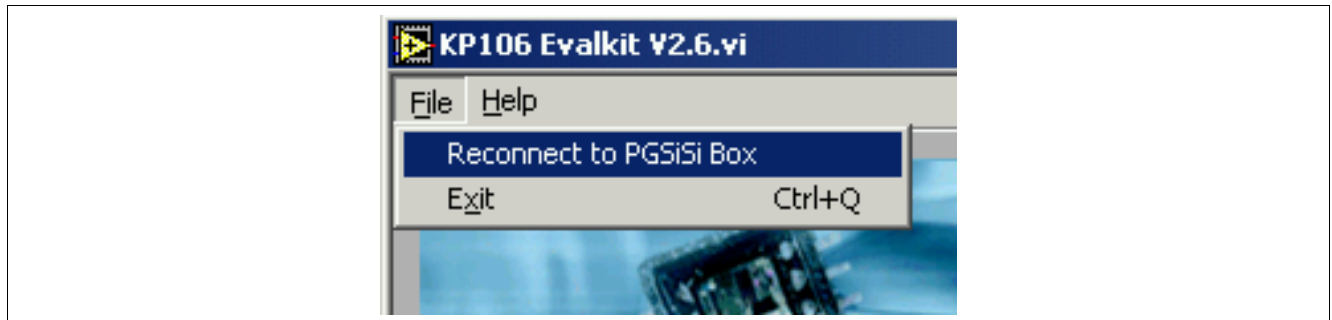 KP106 Evalkit V2.6.vi
File Help
Reconnect to PGSiSi Box
Exit Ctrl+Q